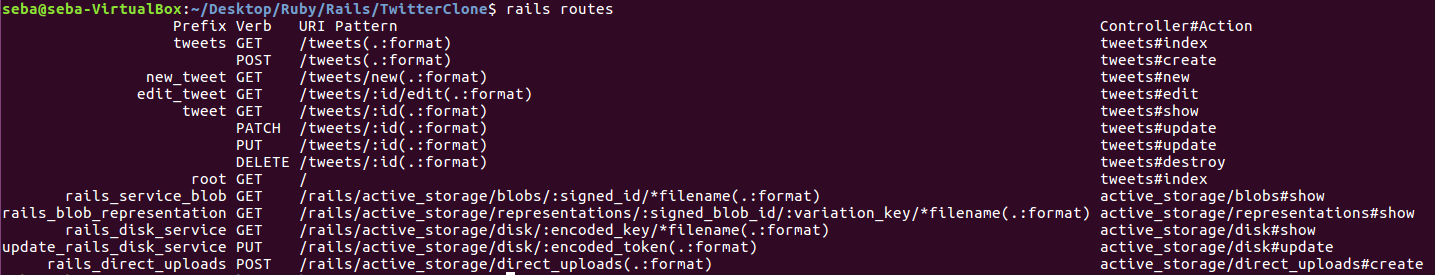 seba@seba-VirtualBox:~/Desktop/Ruby/Rails/TwitterClone$ rails routes
Prefix Verb URI Pattern Controller#Action
tweets GET /tweets(.:format) tweets#index
POST /tweets(.:format) tweets#create
new_tweet GET /tweets/new(.:format) tweets#new
edit_tweet GET /tweets/:id/edit(.:format) tweets#edit
tweet GET /tweets/:id(.:format) tweets#show
PATCH /tweets/:id(.:format) tweets#update
PUT /tweets/:id(.:format) tweets#update
DELETE /tweets/:id(.:format) tweets#destroy
root GET / tweets#index
rails_service_blob GET /rails/active_storage/blobs/:signed_id/*filename(.:format) active_storage/blobs#show
rails_blob_representation GET /rails/active_storage/representations/:signed_blob_id/:variation_key/*filename(.:format) active_storage/representations#show
rails_disk_service GET /rails/active_storage/disk/:encoded_key/*filename(.:format) active_storage/disk#show
update_rails_disk_service PUT /rails/active_storage/disk/:encoded_token(.:format) active_storage/disk#update
rails_direct_uploads POST /rails/active_storage/direct_uploads(.:format) active_storage/direct_uploads#create